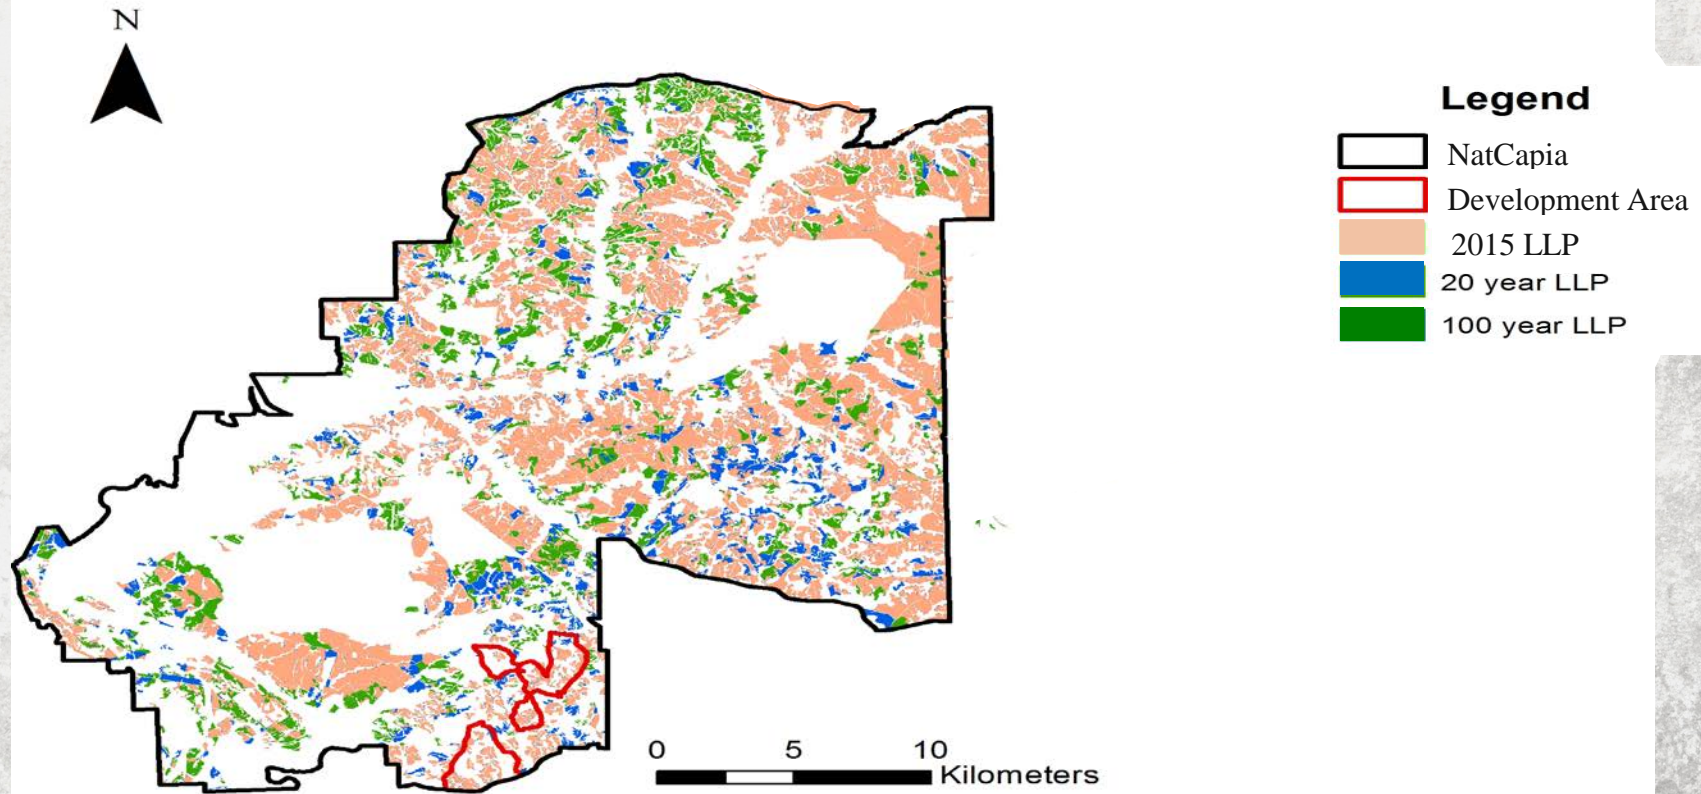 N
Legend
NatCapia
Development Area
2015 LLP
20 year LLP
100 year LLP
0 5 10
Kilometers